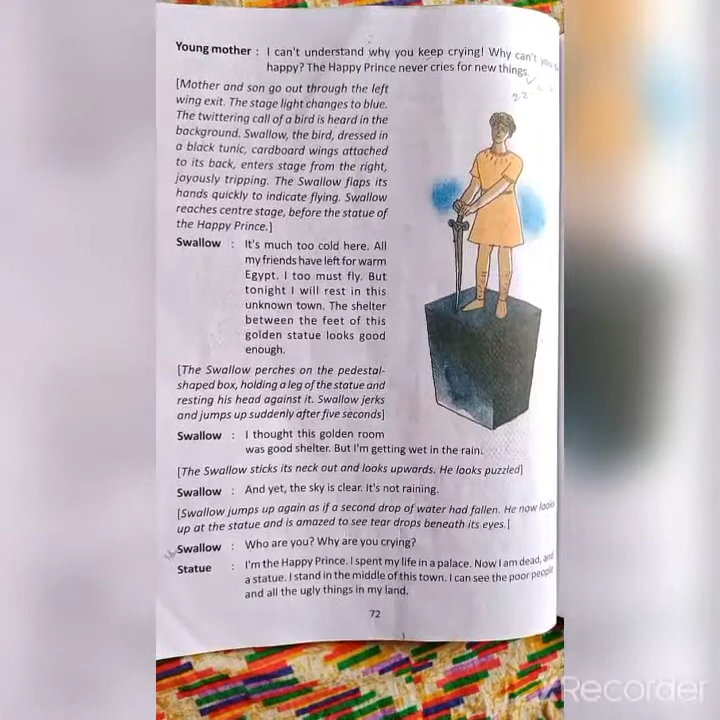 Young mother : I can't understand why you keep crying! Why can't you
happy? The Happy Prince never cries for new things.
[Mother and son go out through the left
wing exit. The stage light changes to blue.
The twittering call of a bird is heard in the
background. Swallow, the bird, dressed in
a black tunic, cardboard wings attached
to its back, enters stage from the right,
joyously tripping. The Swallow flaps its
hands quickly to indicate flying. Swallow
reaches centre stage, before the statue of
the Happy Prince.]
Swallow : It's much too cold here. All
my friends have left for warm
Egypt. I too must fly. But
tonight I will rest in this
unknown town. The shelter
between the feet of this
golden statue looks good
enough.
[The Swallow perches on the pedestal-
shaped box, holding a leg of the statue and
resting his head against it. Swallow jerks
and jumps up suddenly after five seconds]
Swallow : I thought this golden room
was good shelter. But I'm getting wet in the rain.
[The Swallow sticks its neck out and looks upwards. He looks puzzled]
Swallow : And yet, the sky is clear. It's not raining.
[Swallow jumps up again as if a second drop of water had fallen. He now looks
up at the statue and is amazed to see tear drops beneath its eyes.]
Swallow : Who are you? Why are you crying?
Statue : I'm the Happy Prince. I spent my life in a palace. Now I am dead, and
a statue. I stand in the middle of this town. I can see the poor people
and all the ugly things in my land.
72
Recorder